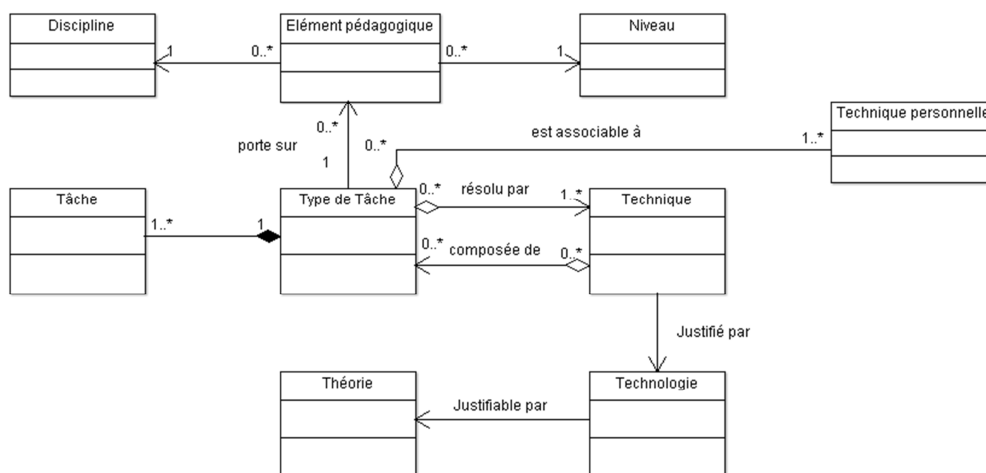 Discipline
Elément pédagogique
Niveau
1
0..*
0..*
1
Technique personnelle
est associable à
0..*
0..*
1..*
porte sur
1
Tâche
Type de Tâche
0..*
résolu par
1..*
Technique
1..*
1
0..*
composée de
0..*
Justifié par
Théorie
Technologie
Justifiable par